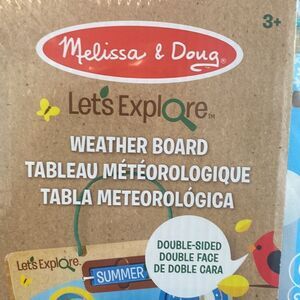 Melissa & Doug
3+
Let's Explore™
WEATHER BOARD
TABLEAU MÉTÉOROLOGIQUE
TABLA METEOROLÓGICA
Let's Explore
DOUBLE-SIDED
DOUBLE FACE
DE DOBLE CARA
SUMMER